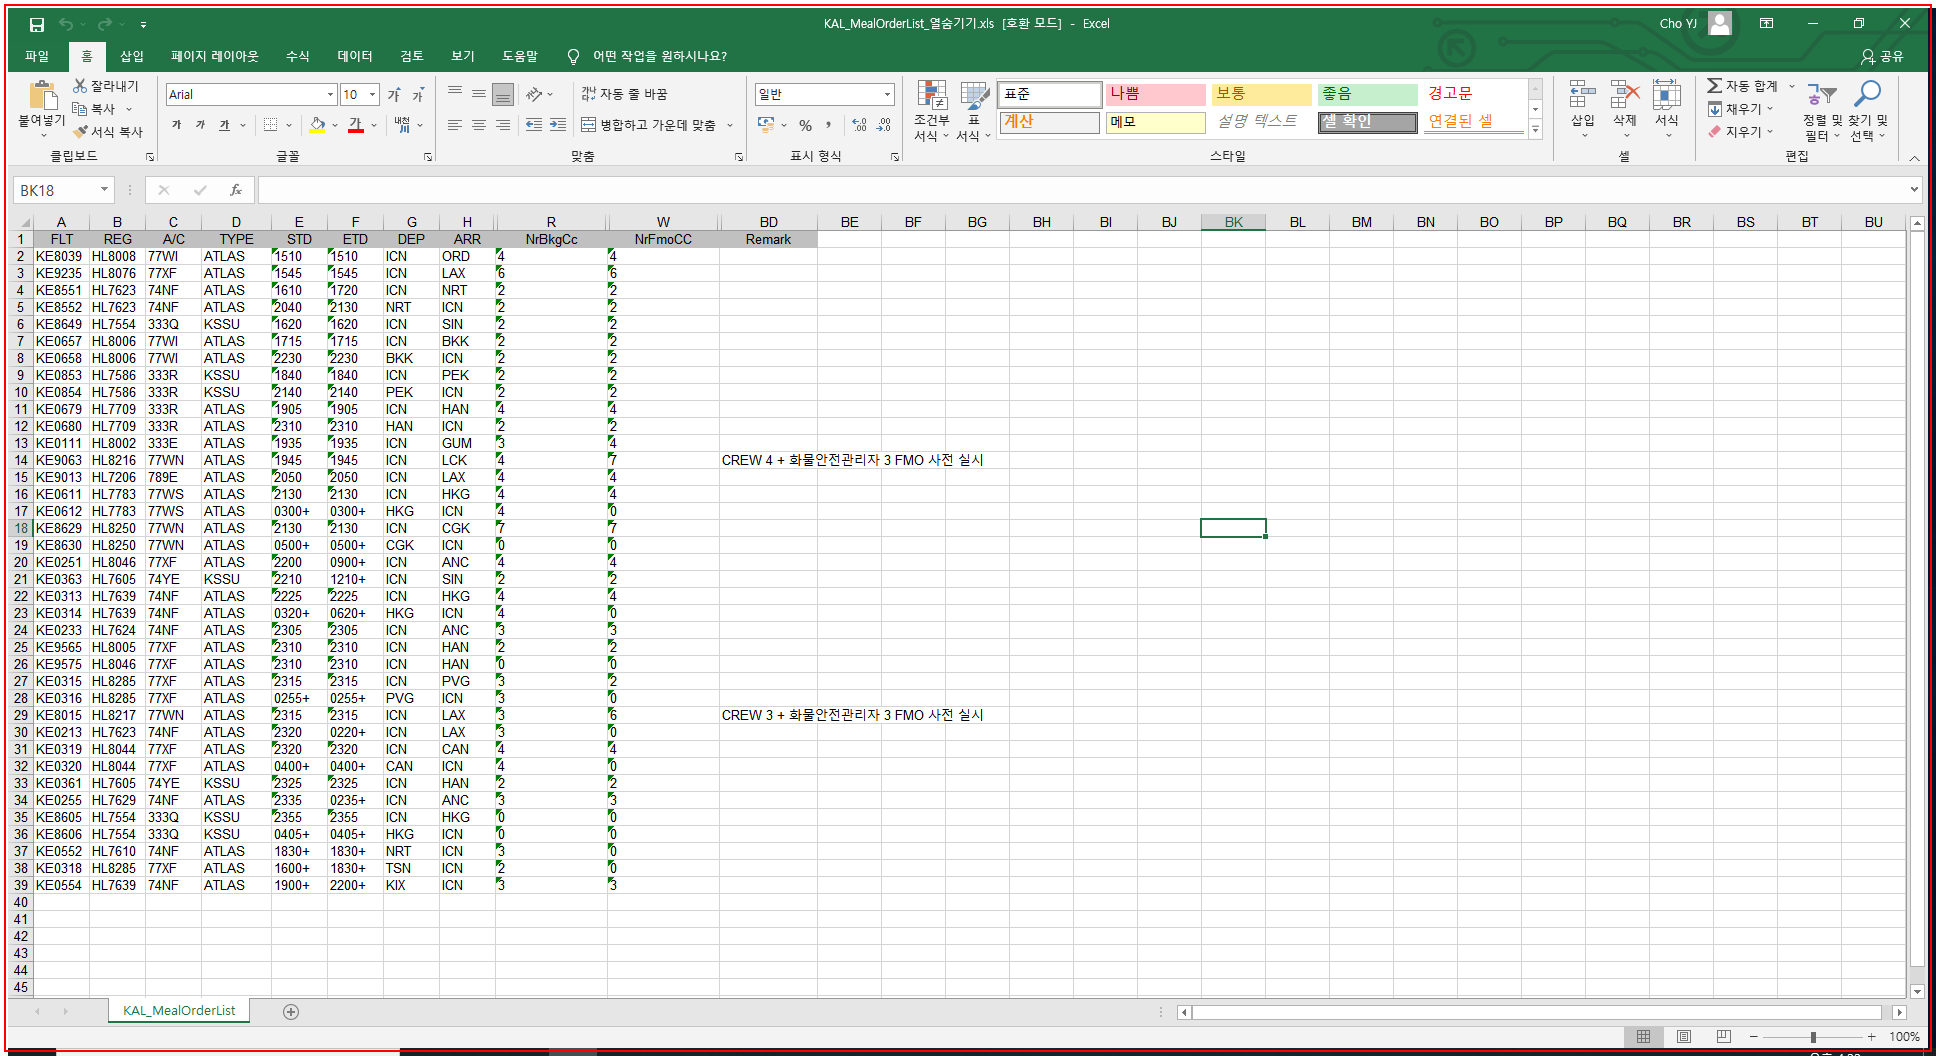 KAL_MealOrderList_열숨기기.xls [호환 모드] - Excel
Cho YJ
파일 홈 삽입 페이지 레이아웃 수식 데이터 검토 보기 도움말 어떤 작업을 원하시나요? 공유
붙여넣기 잘라내기 복사 서식 복사
클립보드
Arial 10 가 가
가 가 가 가 내천
글꼴
자동 줄 바꿈
병합하고 가운데 맞춤
맞춤
일반
% , .00
표시 형식
조건부 서식 표 서식
표준 나쁨 보통 좋음 경고문
계산 메모 설명 텍스트 셀 확인 연결된 셀
스타일
삽입 삭제 서식
셀
자동 합계
채우기
지우기
정렬 및 필터 찾기 및 선택
편집
BK18 fx
A B C D E F G H R W BD BE BF BG BH BI BJ BK BL BM BN BO BP BQ BR BS BT BU
1 FLT REG A/C TYPE STD ETD DEP ARR NrBkgCc NrFmoCC Remark
2 KE8039 HL8008 77WI ATLAS 1510 1510 ICN ORD 4 4
3 KE9235 HL8076 77XF ATLAS 1545 1545 ICN LAX 6 6
4 KE8551 HL7623 74NF ATLAS 1610 1720 ICN NRT 2 2
5 KE8552 HL7623 74NF ATLAS 2040 2130 NRT ICN 2 2
6 KE8649 HL7554 333Q KSSU 1620 1620 ICN SIN 2 2
7 KE0657 HL8006 77WI ATLAS 1715 1715 ICN BKK 2 2
8 KE0658 HL8006 77WI ATLAS 2230 2230 BKK ICN 2 2
9 KE0853 HL7586 333R KSSU 1840 1840 ICN PEK 2 2
10 KE0854 HL7586 333R KSSU 2140 2140 PEK ICN 2 2
11 KE0679 HL7709 333R ATLAS 1905 1905 ICN HAN 4 4
12 KE0680 HL7709 333R ATLAS 2310 2310 HAN ICN 2 2
13 KE0111 HL8002 333E ATLAS 1935 1935 ICN GUM 3 4
14 KE9063 HL8216 77WN ATLAS 1945 1945 ICN LCK 4 7 CREW 4 + 화물안전관리자 3 FMO 사전 실시
15 KE9013 HL7206 789E ATLAS 2050 2050 ICN LAX 4 4
16 KE0611 HL7783 77WS ATLAS 2130 2130 ICN HKG 4 4
17 KE0612 HL7783 77WS ATLAS 0300+ 0300+ HKG ICN 4 0
18 KE8629 HL8250 77WN ATLAS 2130 2130 ICN CGK 7 7
19 KE8630 HL8250 77WN ATLAS 0500+ 0500+ CGK ICN 0 0
20 KE0251 HL8046 77XF ATLAS 2200 0900+ ICN ANC 4 4
21 KE0363 HL7605 74YE KSSU 2210 1210+ ICN SIN 2 2
22 KE0313 HL7639 74NF ATLAS 2225 2225 ICN HKG 4 4
23 KE0314 HL7639 74NF ATLAS 0320+ 0620+ HKG ICN 4 0
24 KE0233 HL7624 74NF ATLAS 2305 2305 ICN ANC 3 3
25 KE9565 HL8005 77XF ATLAS 2310 2310 ICN HAN 2 2
26 KE9575 HL8046 77XF ATLAS 2310 2310 ICN HAN 0 0
27 KE0315 HL8285 77XF ATLAS 2315 2315 ICN PVG 3 2
28 KE0316 HL8285 77XF ATLAS 0255+ 0255+ PVG ICN 3 0
29 KE8015 HL8217 77WN ATLAS 2315 2315 ICN LAX 3 6 CREW 3 + 화물안전관리자 3 FMO 사전 실시
30 KE0213 HL7623 74NF ATLAS 2320 0220+ ICN LAX 3 0
31 KE0319 HL8044 77XF ATLAS 2320 2320 ICN CAN 4 4
32 KE0320 HL8044 77XF ATLAS 0400+ 0400+ CAN ICN 4 0
33 KE0361 HL7605 74YE KSSU 2325 2325 ICN HAN 2 2
34 KE0255 HL7629 74NF ATLAS 2335 0235+ ICN ANC 3 3
35 KE8605 HL7554 333Q KSSU 2355 2355 ICN HKG 0 0
36 KE8606 HL7554 333Q KSSU 0405+ 0405+ HKG ICN 0 0
37 KE0552 HL7610 74NF ATLAS 1830+ 1830+ NRT ICN 3 0
38 KE0318 HL8285 77XF ATLAS 1600+ 1830+ TSN ICN 2 0
39 KE0554 HL7639 74NF ATLAS 1900+ 2200+ KIX ICN 3 3
40
41
42
43
44
45
KAL_MealOrderList
100%